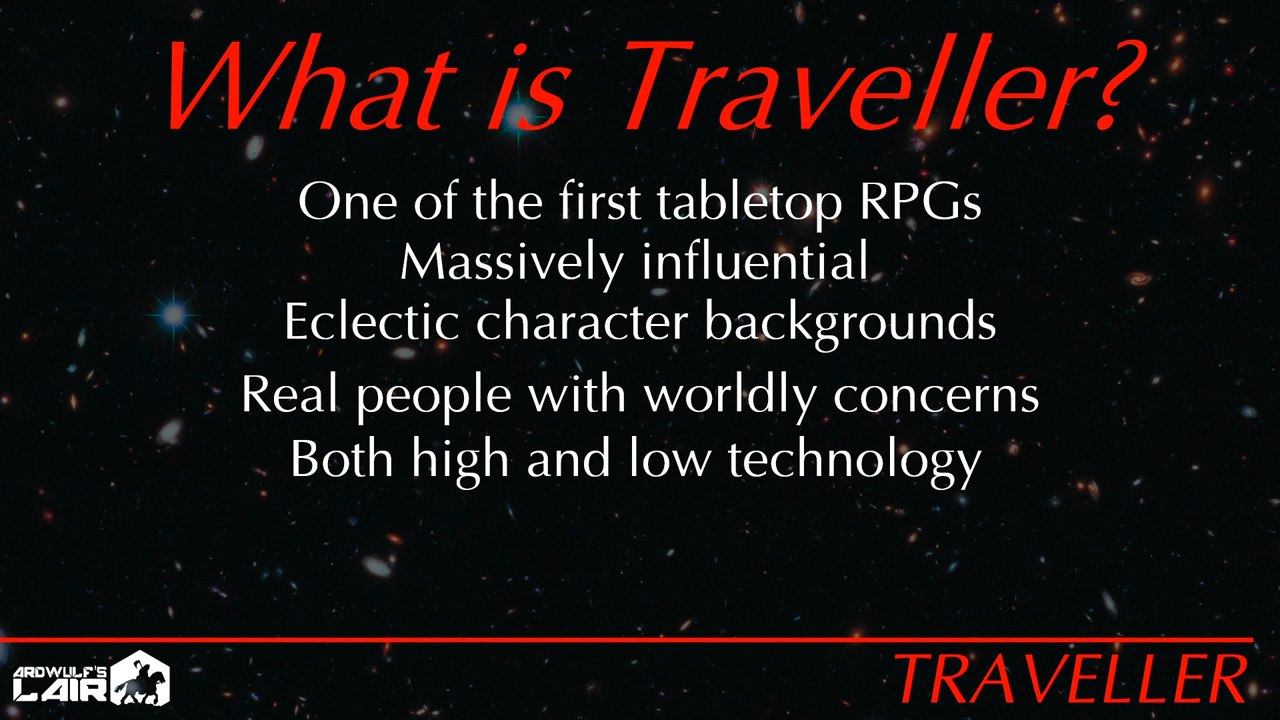 What is Traveller?
One of the first tabletop RPGs
Massively influential
Eclectic character backgrounds
Real people with worldly concerns
Both high and low technology
ARDWULF'S
LAIR
TRAVELLER